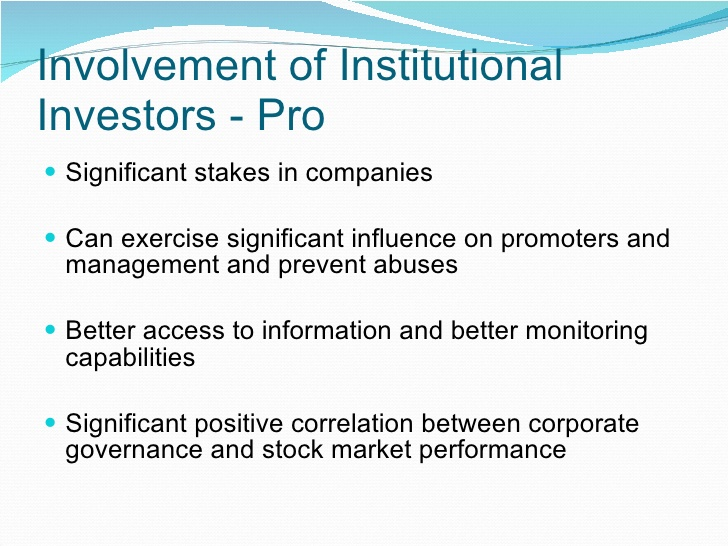 Involvement of Institutional
Investors - Pro
• Significant stakes in companies
• Can exercise significant influence on promoters and
management and prevent abuses
• Better access to information and better monitoring
capabilities
• Significant positive correlation between corporate
governance and stock market performance